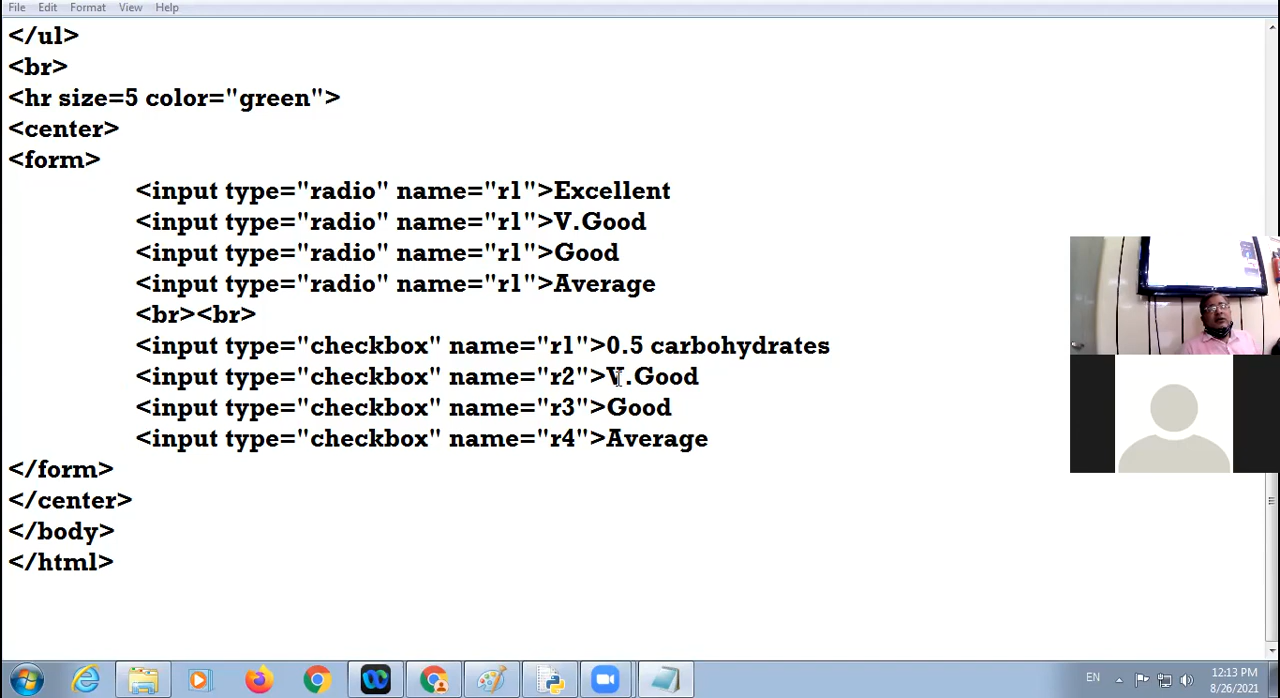 File Edit Format View Help
</ul>
<br>
<hr size=5 color="green">
<center>
<form>
<input type="radio" name="r1">Excellent
<input type="radio" name="r1">V.Good
<input type="radio" name="r1">Good
<input type="radio" name="r1">Average
<br><br>
<input type="checkbox" name="r1">0.5 carbohydrates
<input type="checkbox" name="r2">V.Good
<input type="checkbox" name="r3">Good
<input type="checkbox" name="r4">Average
</form>
</center>
</body>
</html>
EN
12:13 PM
8/26/2021